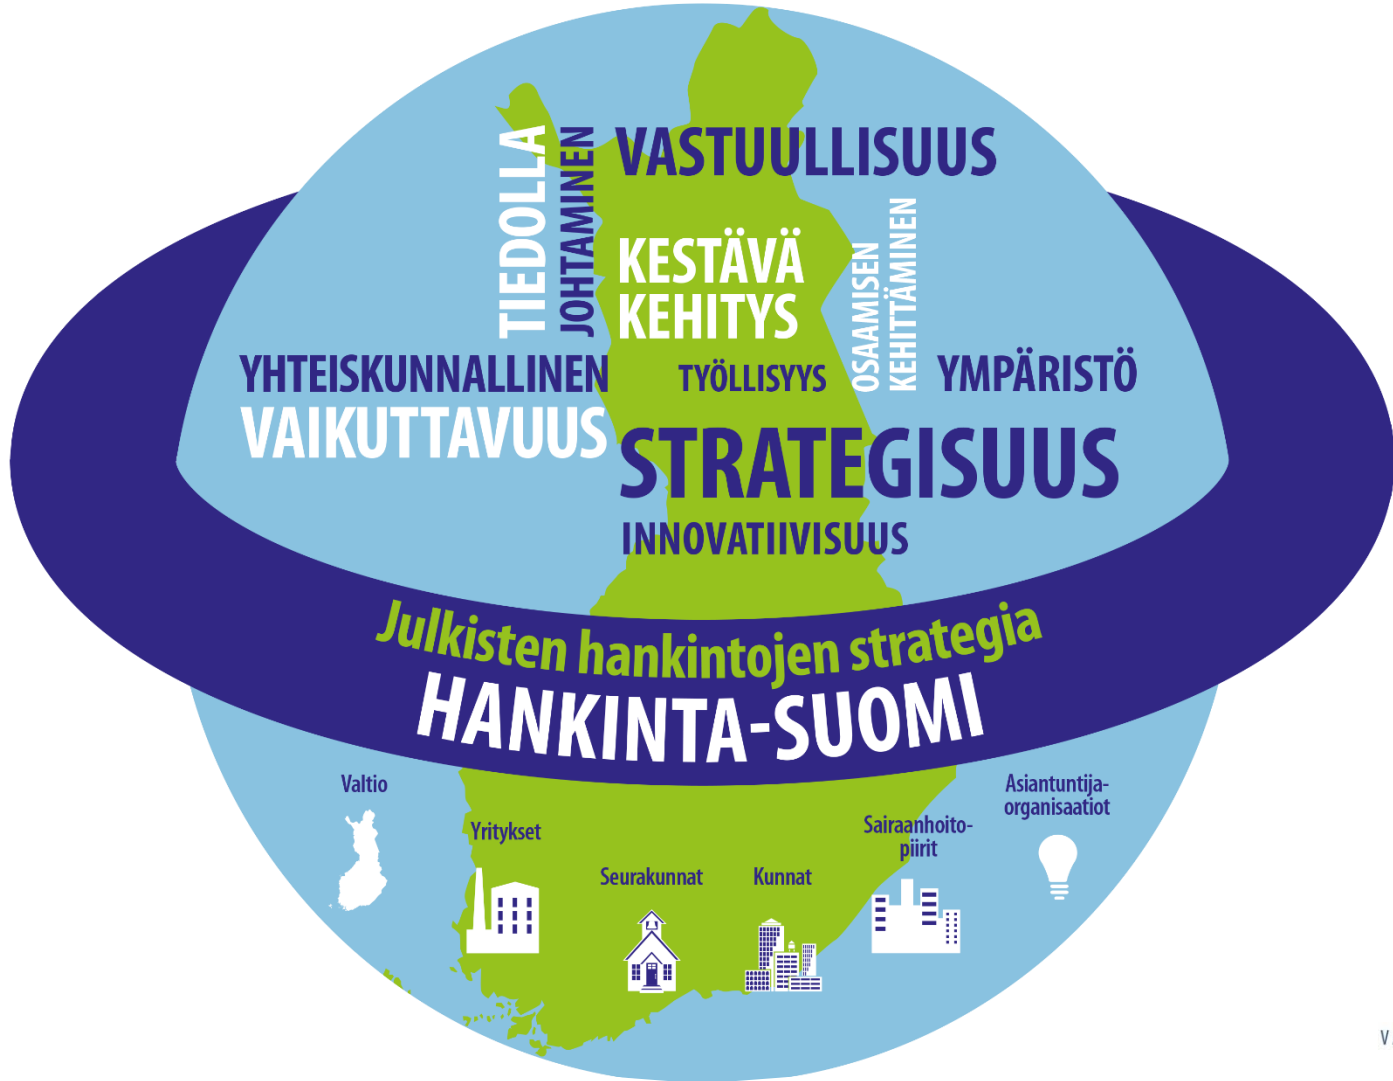 TIEDOLLA
JOHTAMINEN
VASTUULLISUUS
KESTÄVÄ
KEHITYS
OSAAMISEN
KEHITTÄMINEN
YHTEISKUNNALLINEN
VAIKUTTAVUUS
TYÖLLISYYS
YMPÄRISTÖ
STRATEGISUUS
INNOVATIIVISUUS
Julkisten hankintojen strategia
HANKINTA-SUOMI
Valtio
Yritykset
Seurakunnat
Kunnat
Sairaanhoito-
piirit
Asiantuntija-
organisaatiot